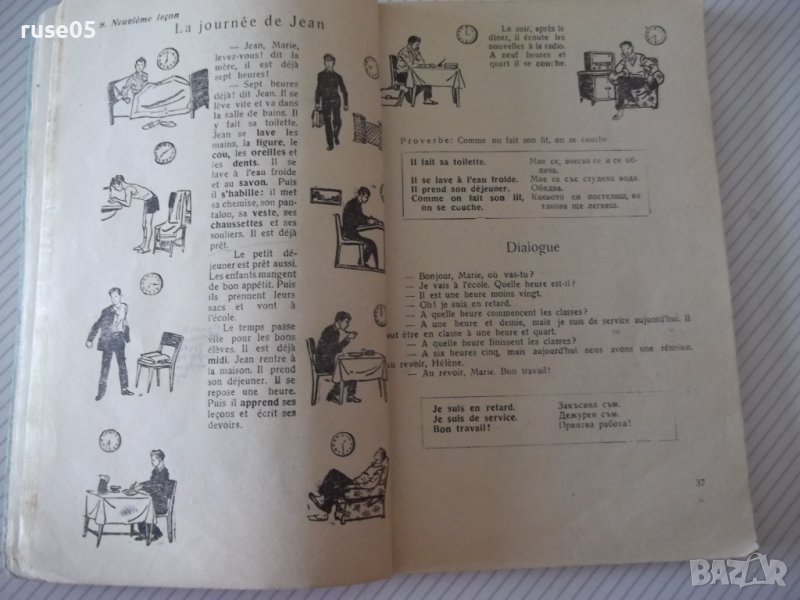 ruse05
9. Neuvième leçon
La journée de Jean
— Jean, Marie,
levez-vous! dit la
mère, il est déjà
sept heures!
— Sept heures
déjà! dit Jean. Il se
lève vite et va dans
la salle de bains. Il
y fait sa toilette.
Jean se lave les
mains, la figure, le
cou, les oreilles et
les dents. Il se
lave à l'eau froide
et au savon. Puis
il s'habille: il met
sa chemise, son pan-
talon, sa veste, ses
chaussettes et ses
souliers. Il est déjà
prêt.
Le petit dé-
jeuner est prêt aussi.
Les enfants mangent
de bon appétit. Puis
ils prennent leurs
sacs et vont à
l'école.
Le temps passe
vite pour les bons
élèves. Il est déjà
midi. Jean rentre à
la maison. Il prend
son déjeuner. Il se
repose une heure.
Puis il apprend ses
leçons et écrit ses
devoirs.
Le soir, après le
dîner, il écoute les
nouvelles à la radio.
A neuf heures et
quart il se couche.
Proverbe: Comme on fait son lit, on se couche.
Il fait sa toilette.
Мие се, вчесва се и се об-
лича.
Il se lave à l'eau froide.
Мие се със студена вода.
Il prend son déjeuner.
Обядва.
Comme on fait son lit,
on se couche.
Каквото си постелиш, на
такова ще легнеш.
Dialogue
— Bonjour, Marie, où vas-tu?
— Je vais à l'école. Quelle heure est-il?
— Il est une heure moins vingt.
— Oh! je suis en retard.
— A quelle heure commencent les classes?
— A une heure et demie, mais je suis de service aujourd'hui. Il
faut être en classe à une heure et quart.
— A quelle heure finissent les classes?
— A six heures cinq, mais aujourd'hui nous avons une réunion.
Au revoir, Hélène.
— Au revoir, Marie. Bon travail!
Je suis en retard.
Закъснял съм.
Je suis de service.
Дежурен съм.
Bon travail!
Приятна работа!
37
BAZAR